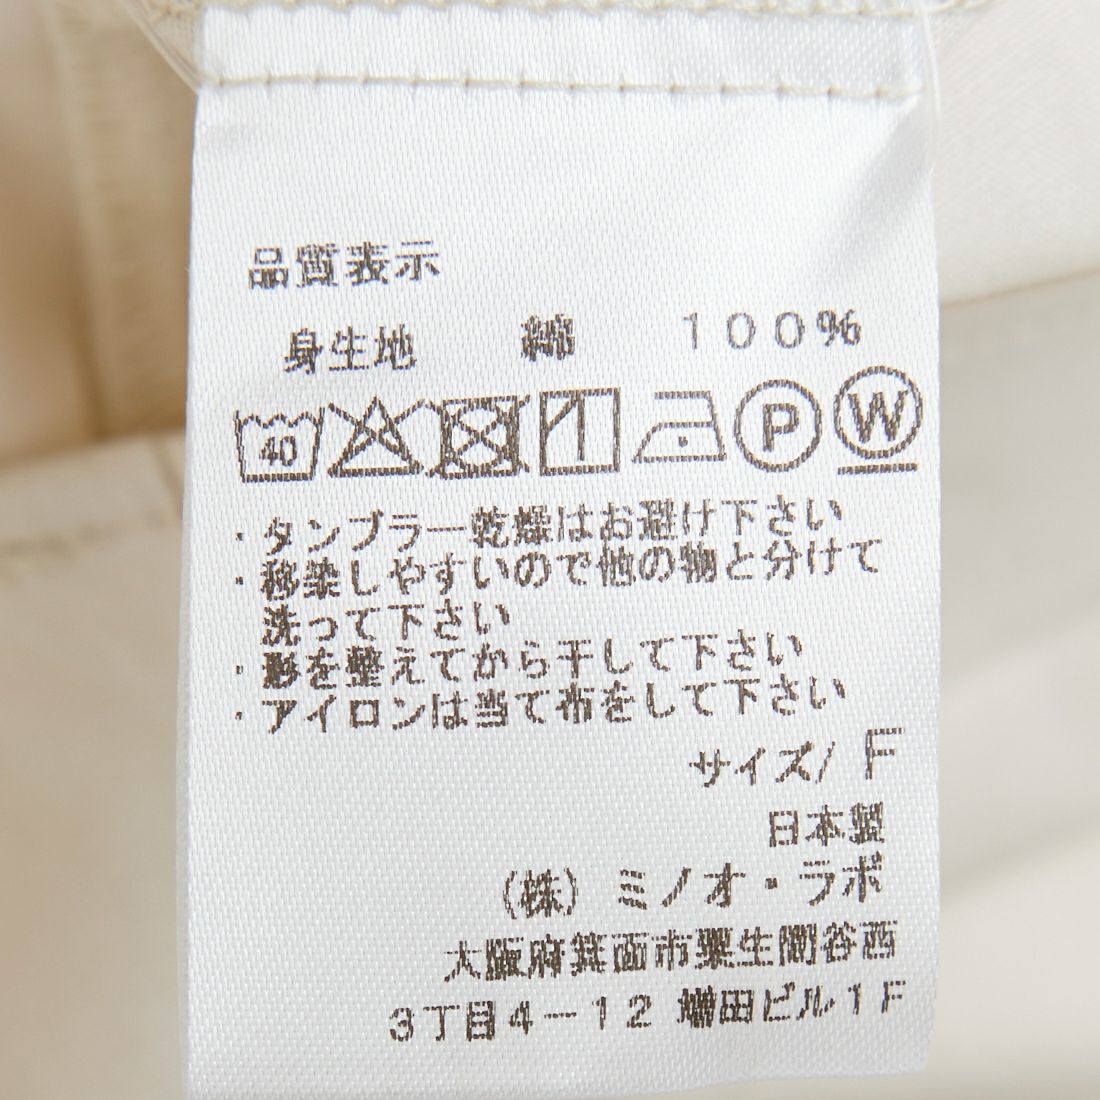 品質表示
身生地 綿 100%
40 P W
・タンブラー乾燥はお避け下さい
・移染しやすいので他の物と分けて
洗って下さい
・形を整えてから干して下さい
・アイロンは当て布をして下さい
サイズ/ F
日本製
(株) ミノオ・ラボ
大阪府箕面市粟生間谷西
3丁目4-12 増田ビル1F